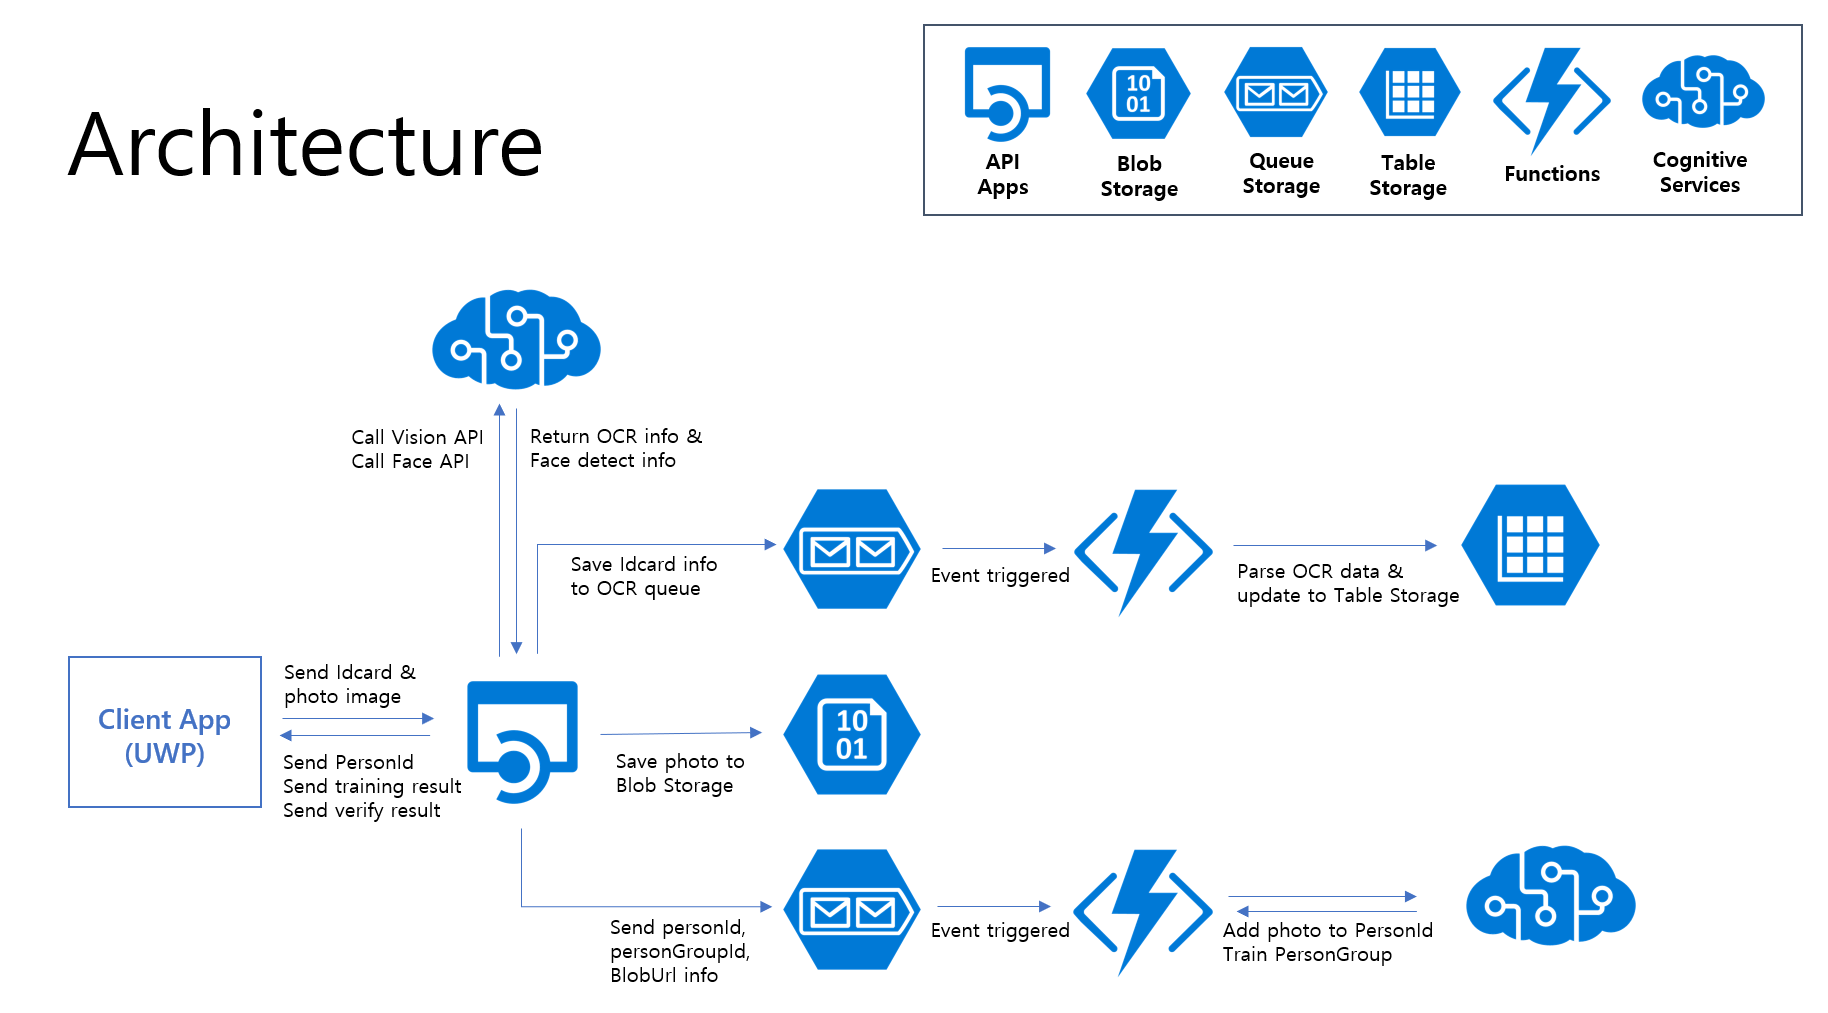 Architecture
API
Apps
10
01
Blob
Storage
Queue
Storage
Table
Storage
Functions
Cognitive
Services
Call Vision API
Call Face API
Return OCR info &
Face detect info
Save Idcard info
to OCR queue
Event triggered
Parse OCR data &
update to Table Storage
Client App
(UWP)
Send Idcard &
photo image
Send PersonId
Send training result
Send verify result
Save photo to
Blob Storage
10
01
Send personId,
personGroupId,
BlobUrl info
Event triggered
Add photo to PersonId
Train PersonGroup